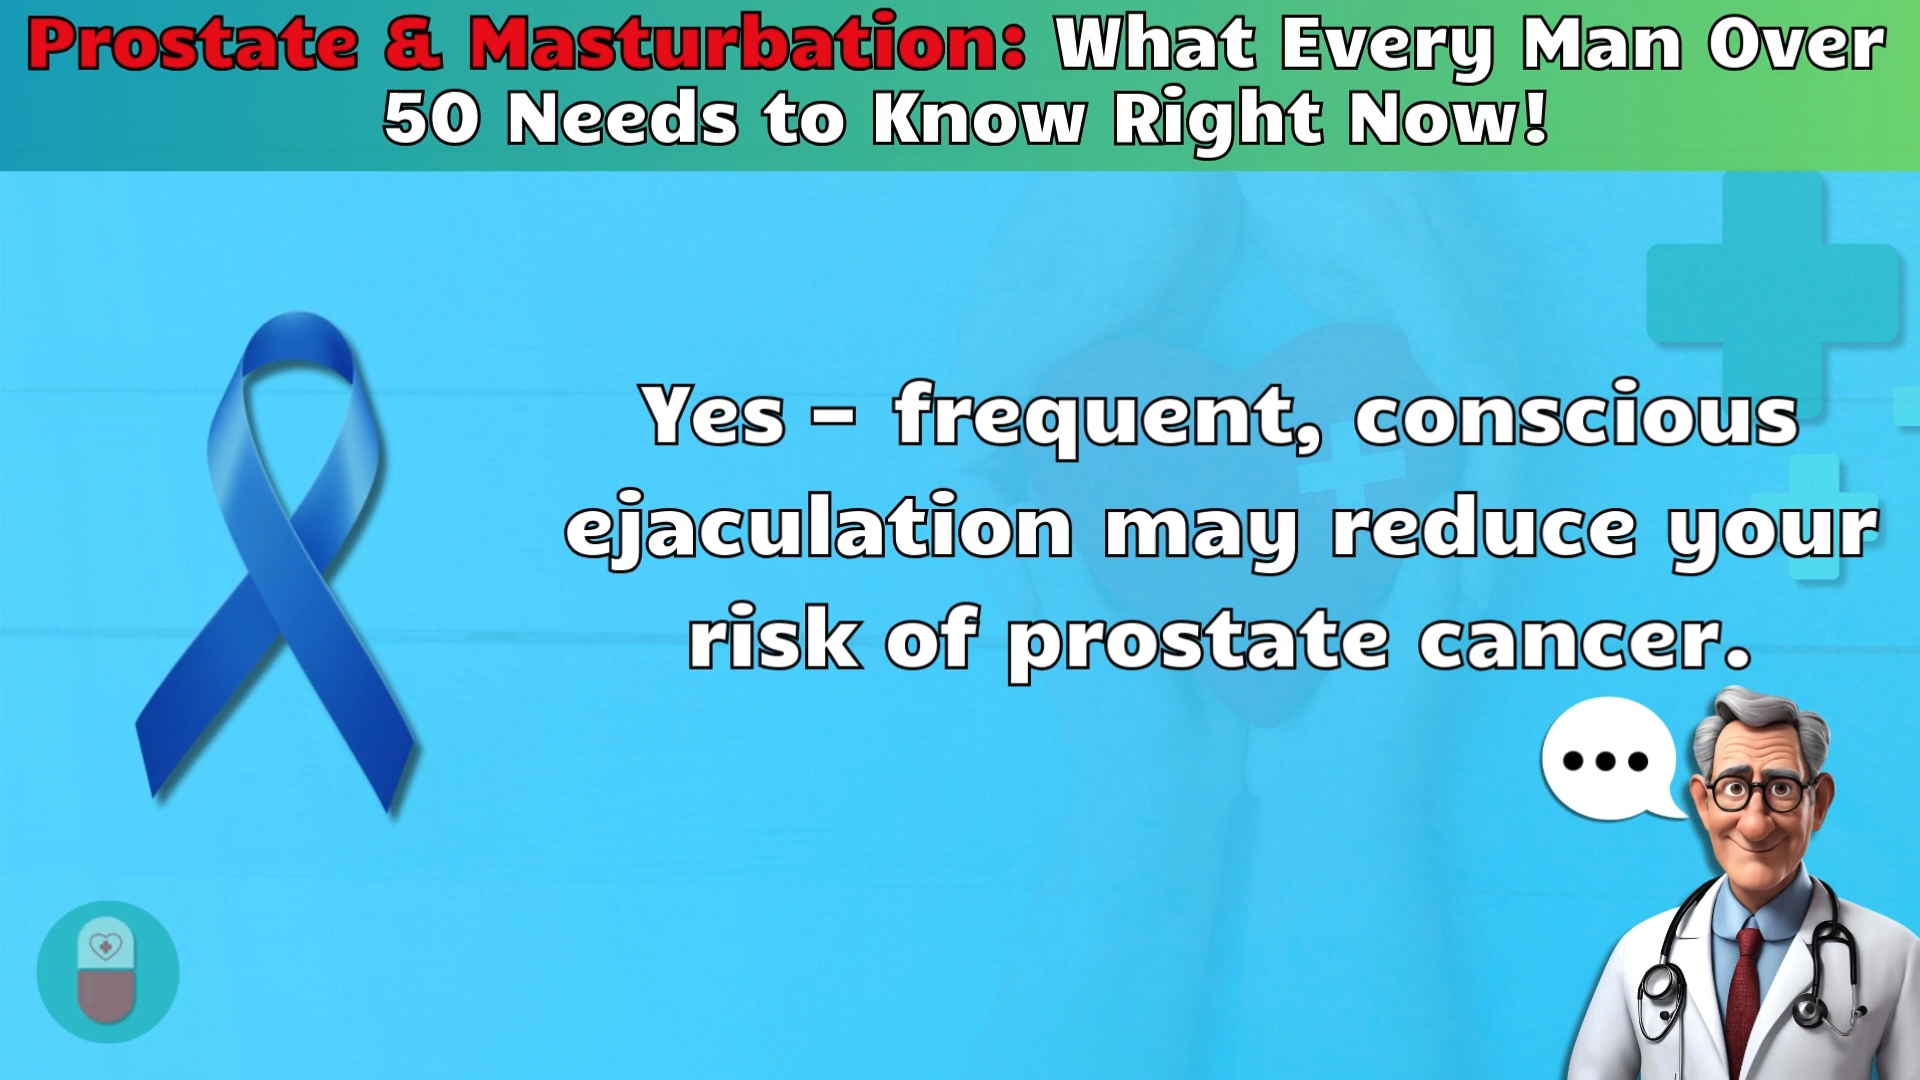 Prostate & Masturbation: What Every Man Over
50 Needs to Know Right Now!
Yes – frequent, conscious
ejaculation may reduce your
risk of prostate cancer.